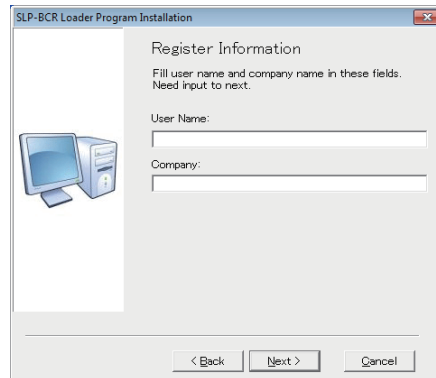 SLP-BCR Loader Program Installation
Register Information
Fill user name and company name in these fields.
Need input to next.
User Name:
Company:
< Back
Next >
Cancel